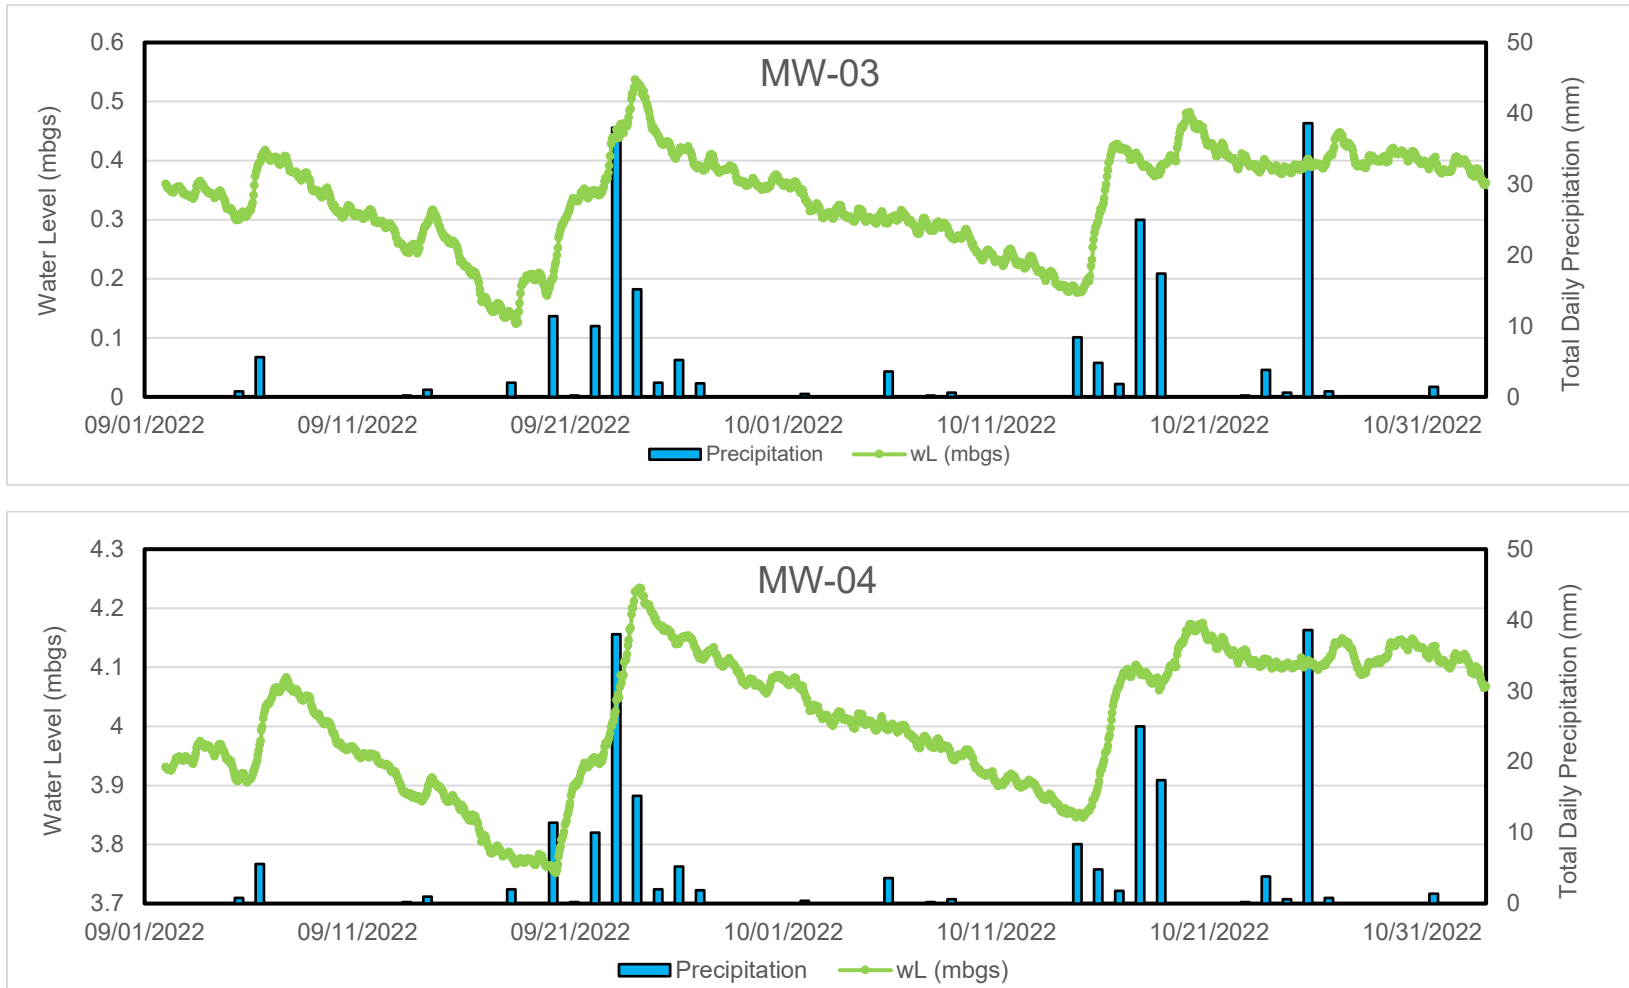 MW-03
Water Level (mbgs)
Total Daily Precipitation (mm)
0.6
0.5
0.4
0.3
0.2
0.1
0
50
40
30
20
10
0
09/01/2022 09/11/2022 09/21/2022 10/01/2022 10/11/2022 10/21/2022 10/31/2022
Precipitation wL (mbgs)
MW-04
Water Level (mbgs)
Total Daily Precipitation (mm)
4.3
4.2
4.1
4
3.9
3.8
3.7
50
40
30
20
10
0
09/01/2022 09/11/2022 09/21/2022 10/01/2022 10/11/2022 10/21/2022 10/31/2022
Precipitation wL (mbgs)